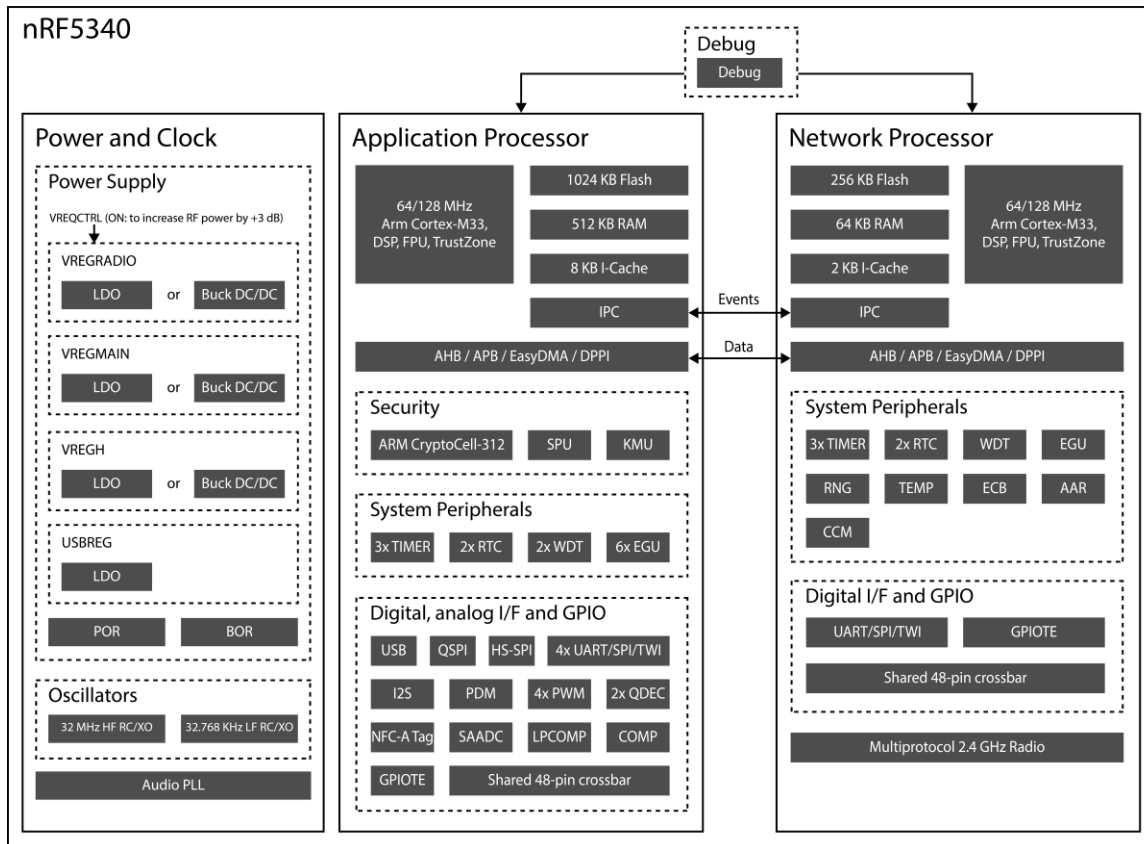 nRF5340
Debug
Debug
Power and Clock
Power Supply
VREQCTRL (ON: to increase RF power by +3 dB)
VREGRADIO
LDO or Buck DC/DC
VREGMAIN
LDO or Buck DC/DC
VREGH
LDO or Buck DC/DC
USBREG
LDO
POR BOR
Oscillators
32 MHz HF RC/XO 32.768 KHz LF RC/XO
Audio PLL
Application Processor
64/128 MHz
Arm Cortex-M33,
DSP, FPU, TrustZone
1024 KB Flash
512 KB RAM
8 KB I-Cache
IPC
AHB / APB / EasyDMA / DPPI
Security
ARM CryptoCell-312 SPU KMU
System Peripherals
3x TIMER 2x RTC 2x WDT 6x EGU
Digital, analog I/F and GPIO
USB QSPI HS-SPI 4x UART/SPI/TWI
I2S PDM 4x PWM 2x QDEC
NFC-A Tag SAADC LPCOMP COMP
GPIOTE Shared 48-pin crossbar
Events
Data
Network Processor
256 KB Flash
64 KB RAM
2 KB I-Cache
IPC
64/128 MHz
Arm Cortex-M33,
DSP, FPU, TrustZone
AHB / APB / EasyDMA / DPPI
System Peripherals
3x TIMER 2x RTC WDT EGU
RNG TEMP ECB AAR
CCM
Digital I/F and GPIO
UART/SPI/TWI GPIOTE
Shared 48-pin crossbar
Multiprotocol 2.4 GHz Radio